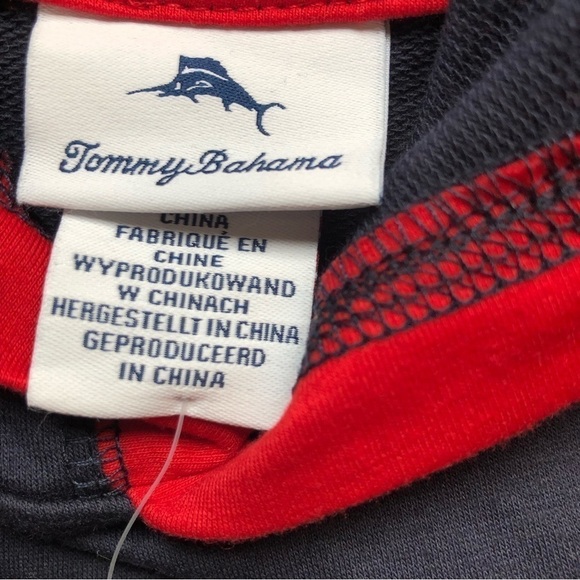 Tommy Bahama
CHINA
FABRIQUÉ EN
CHINE
WYPRODUKOWAND
W CHINACH
HERGESTELLT IN CHINA
GEPRODUCEERD
IN CHINA